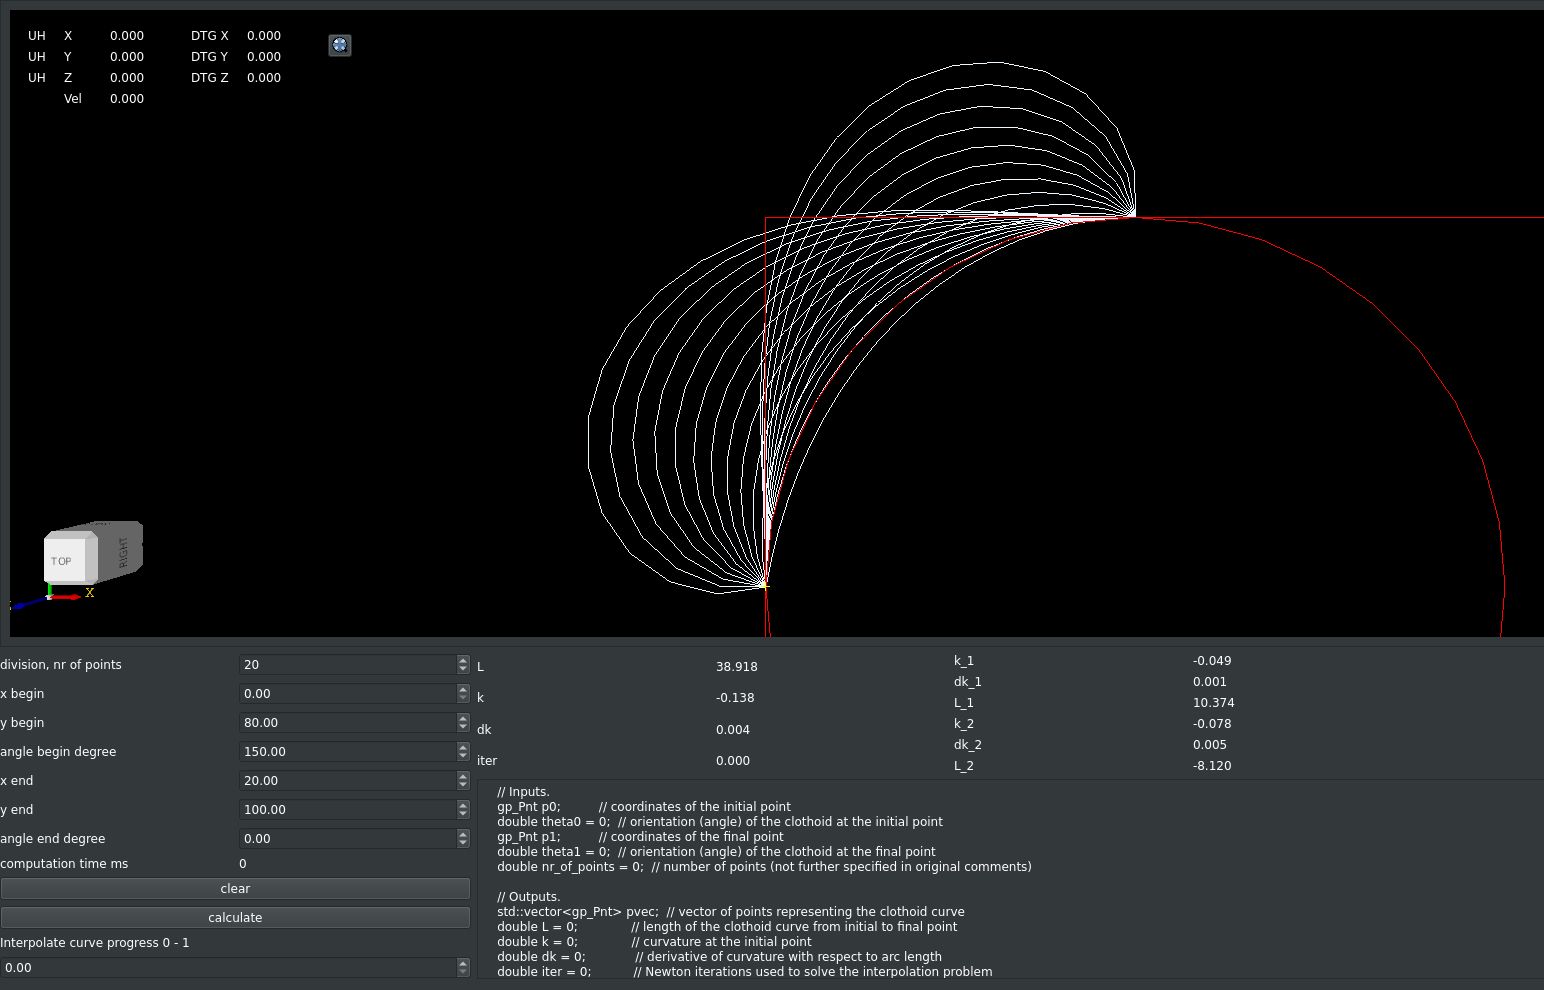 UH X 0.000 DTG X 0.000
UH Y 0.000 DTG Y 0.000
UH Z 0.000 DTG Z 0.000
Vel 0.000
TOP
RIGHT
X
division, nr of points 20
x begin 0.00
y begin 80.00
angle begin degree 150.00
x end 20.00
y end 100.00
angle end degree 0.00
computation time ms 0
clear
calculate
Interpolate curve progress 0 - 1
0.00
L 38.918
k -0.138
dk 0.004
iter 0.000
k_1 -0.049
dk_1 0.001
L_1 10.374
k_2 -0.078
dk_2 0.005
L_2 -8.120
// Inputs.
gp_Pnt p0; // coordinates of the initial point
double theta0 = 0; // orientation (angle) of the clothoid at the initial point
gp_Pnt p1; // coordinates of the final point
double theta1 = 0; // orientation (angle) of the clothoid at the final point
double nr_of_points = 0; // number of points (not further specified in original comments)
// Outputs.
std::vector<gp_Pnt> pvec; // vector of points representing the clothoid curve
double L = 0; // length of the clothoid curve from initial to final point
double k = 0; // curvature at the initial point
double dk = 0; // derivative of curvature with respect to arc length
double iter = 0; // Newton iterations used to solve the interpolation problem